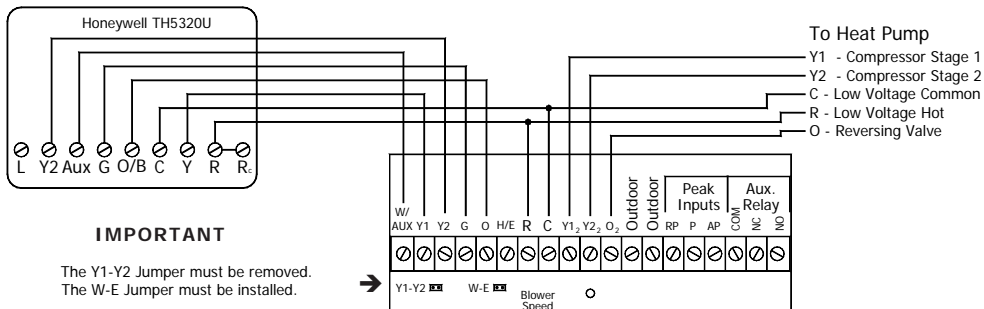 Honeywell TH5320U
L Y2 Aux G O/B C Y R Rc
To Heat Pump
Y1 - Compressor Stage 1
Y2 - Compressor Stage 2
C - Low Voltage Common
R - Low Voltage Hot
O - Reversing Valve
IMPORTANT
The Y1-Y2 Jumper must be removed.
The W-E Jumper must be installed.
Peak Inputs
Aux. Relay
W/AUX Y1 Y2 G O H/E R C Y1₂ Y2₂ O₂ Outdoor Outdoor RP P AP COM NC NO
Y1-Y2 W-E
Blower
Speed